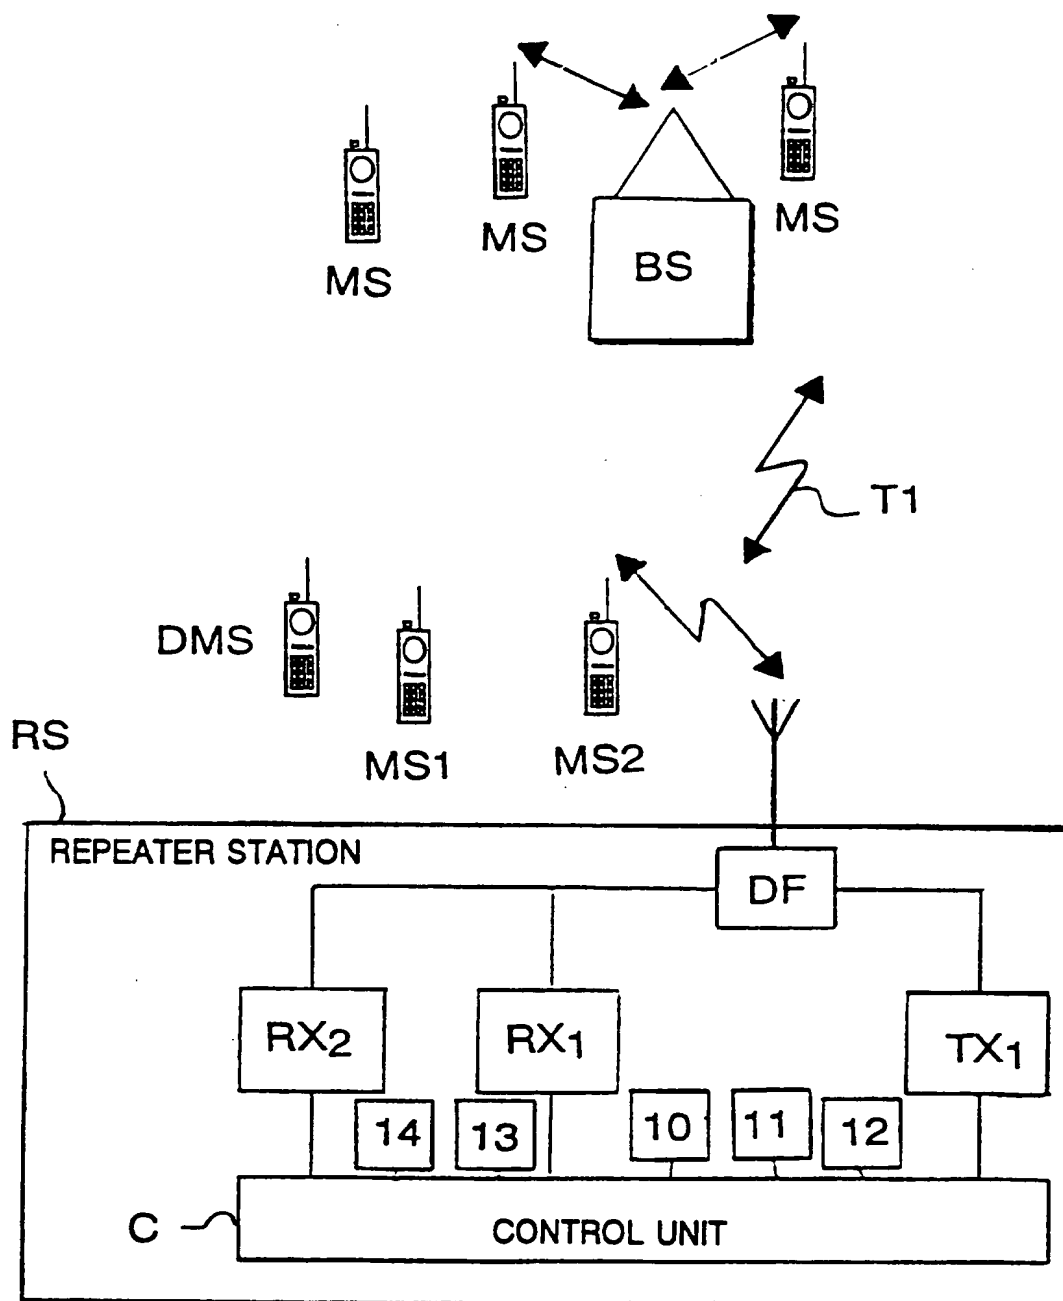 MS
MS
MS
BS
T1
DMS
MS1
MS2
RS
REPEATER STATION
DF
RX2
RX1
TX1
14
13
10
11
12
C
CONTROL UNIT